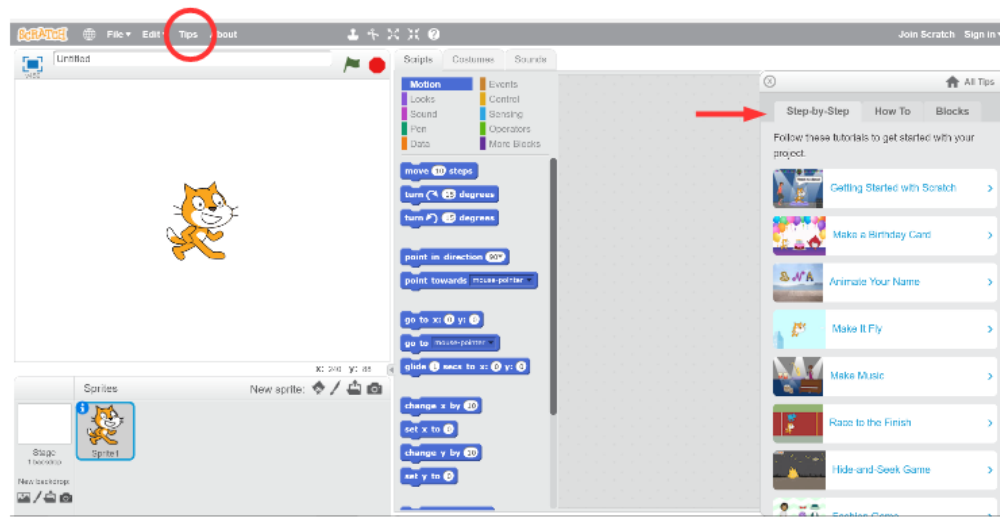 SCRATCH File Edit Tips About Join Scratch Sign in
Untitled
Scripts Costumes Sounds
Motion Events
Looks Control
Sound Sensing
Pen Operators
Data More Blocks
move 10 steps
turn 15 degrees
turn 15 degrees
point in direction 90
point towards mouse-pointer
go to x: 0 y: 0
go to mouse-pointer
glide 1 secs to x: 0 y: 0
change x by 10
set x to 0
change y by 10
set y to 0
All Tips
Step-by-Step How To Blocks
Follow these tutorials to get started with your
project.
Getting Started with Scratch
Make a Birthday Card
Animate Your Name
Make It Fly
Make Music
Race to the Finish
Hide-and-Seek Game
Fashion Game
Sprites New sprite:
Sprite1
Stage
1 backdrop
New backdrop: